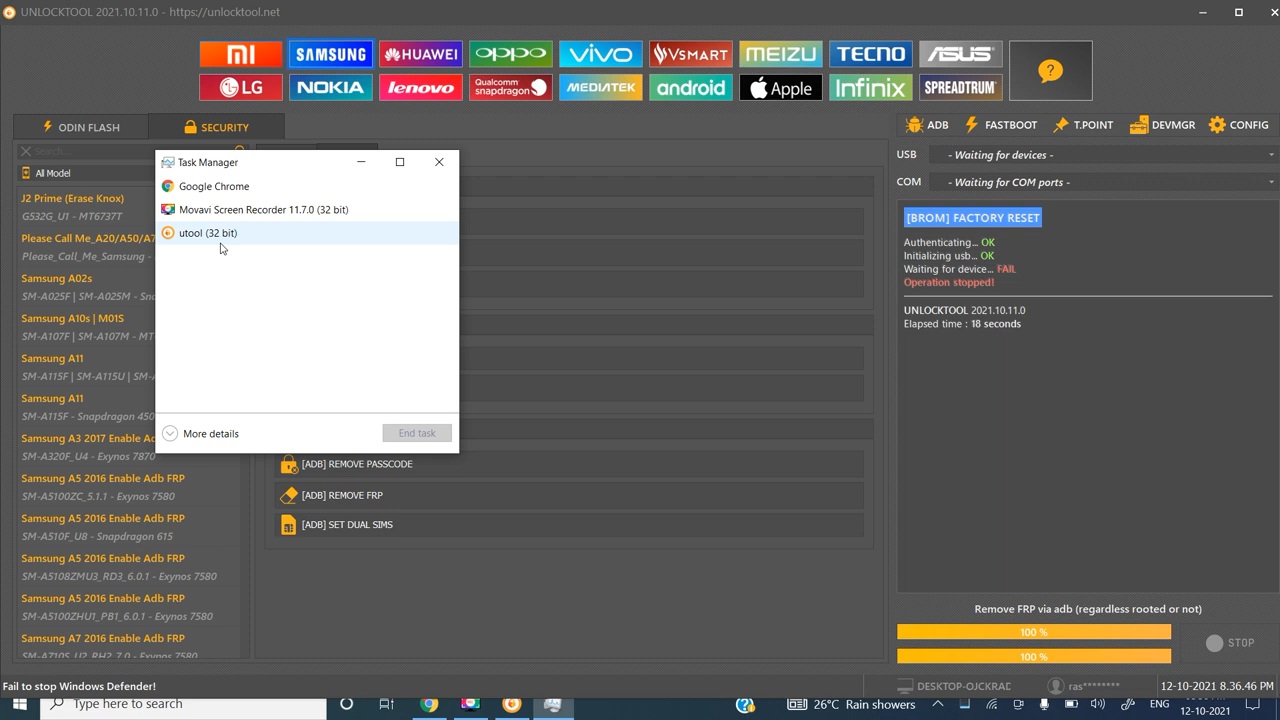 UNLOCKTOOL 2021.10.11.0 - https://unlocktool.net
mi SAMSUNG HUAWEI oppo vivo VSMART MEIZU TECNO ASUS
LG NOKIA lenovo Qualcomm snapdragon MEDIATEK android Apple Infinix SPREADTRUM
?
ODIN FLASH SECURITY
ADB FASTBOOT T.POINT DEVMGR CONFIG
Search...
All Model
USB - Waiting for devices -
COM - Waiting for COM ports -
J2 Prime (Erase Knox)
G532G_U1 - MT6737T
Please Call Me_A20/A50/A7
Please_Call_Me_Samsung -
Samsung A02s
SM-A025F | SM-A025M - Sna
Samsung A10s | M01S
SM-A107F | SM-A107M - MT
Samsung A11
SM-A115F | SM-A115U | SM-
Samsung A11
SM-A115F - Snapdragon 450
Samsung A3 2017 Enable Ad
SM-A320F_U4 - Exynos 7870
Samsung A5 2016 Enable Adb FRP
SM-A5100ZC_5.1.1 - Exynos 7580
Samsung A5 2016 Enable Adb FRP
SM-A510F_U8 - Snapdragon 615
Samsung A5 2016 Enable Adb FRP
SM-A5108ZMU3_RD3_6.0.1 - Exynos 7580
Samsung A5 2016 Enable Adb FRP
SM-A5100ZHU1_PB1_6.0.1 - Exynos 7580
Samsung A7 2016 Enable Adb FRP
SM-A710S_U2_RH2_7.0 - Exynos 7580
Task Manager
Google Chrome
Movavi Screen Recorder 11.7.0 (32 bit)
utool (32 bit)
More details
End task
[ADB] REMOVE PASSCODE
[ADB] REMOVE FRP
[ADB] SET DUAL SIMS
[BROM] FACTORY RESET
Authenticating... OK
Initializing usb... OK
Waiting for device... FAIL
Operation stopped!
UNLOCKTOOL 2021.10.11.0
Elapsed time : 18 seconds
Remove FRP via adb (regardless rooted or not)
100 %
100 %
STOP
Fail to stop Windows Defender!
DESKTOP-OJCKRAD
ras********
12-10-2021 8.36.46 PM
Type here to search
26°C Rain showers
ENG
12-10-2021